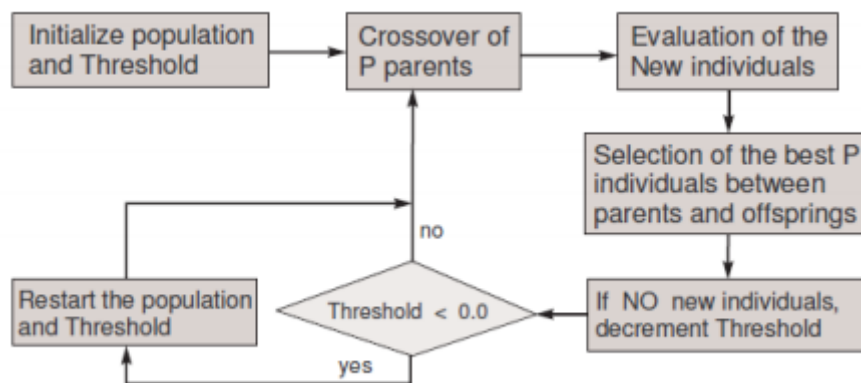 Initialize population
and Threshold
Crossover of
P parents
Evaluation of the
New individuals
Selection of the best P
individuals between
parents and offsprings
If NO new individuals,
decrement Threshold
Threshold < 0.0
no
yes
Restart the population
and Threshold